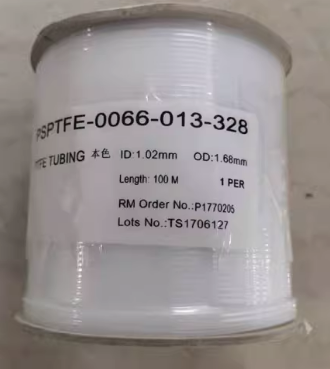 PSPTFE-0066-013-328
PTFE TUBING 本色 ID:1.02mm OD:1.68mm
Length: 100 M 1 PER
RM Order No.:P1770205
Lots No.:TS1706127